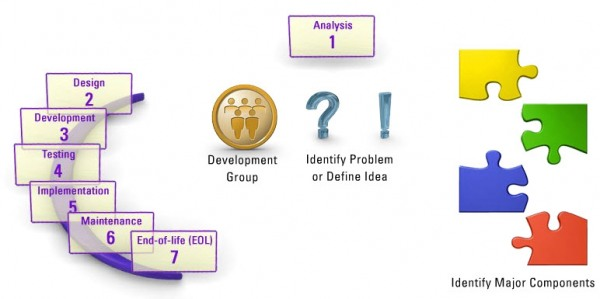 Analysis
1
Design
2
Development
3
Testing
4
Implementation
5
Maintenance
6
End-of-life (EOL)
7
Development
Group
?
!
Identify Problem
or Define Idea
Identify Major Components